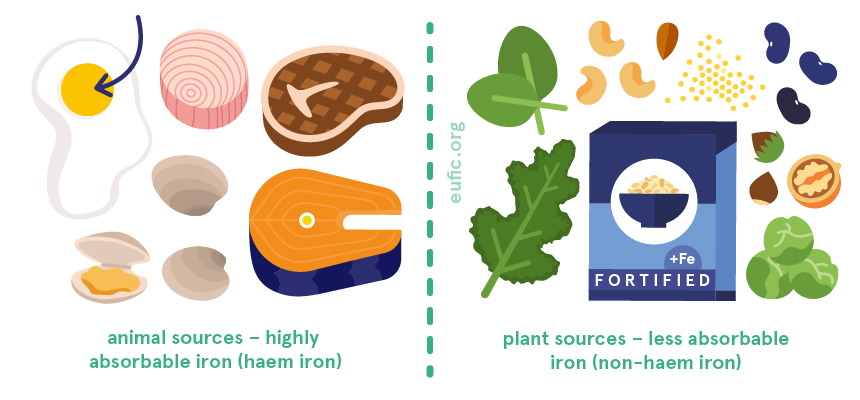 animal sources – highly
absorbable iron (haem iron)
eufic.org
+Fe
FORTIFIED
plant sources – less absorbable
iron (non-haem iron)